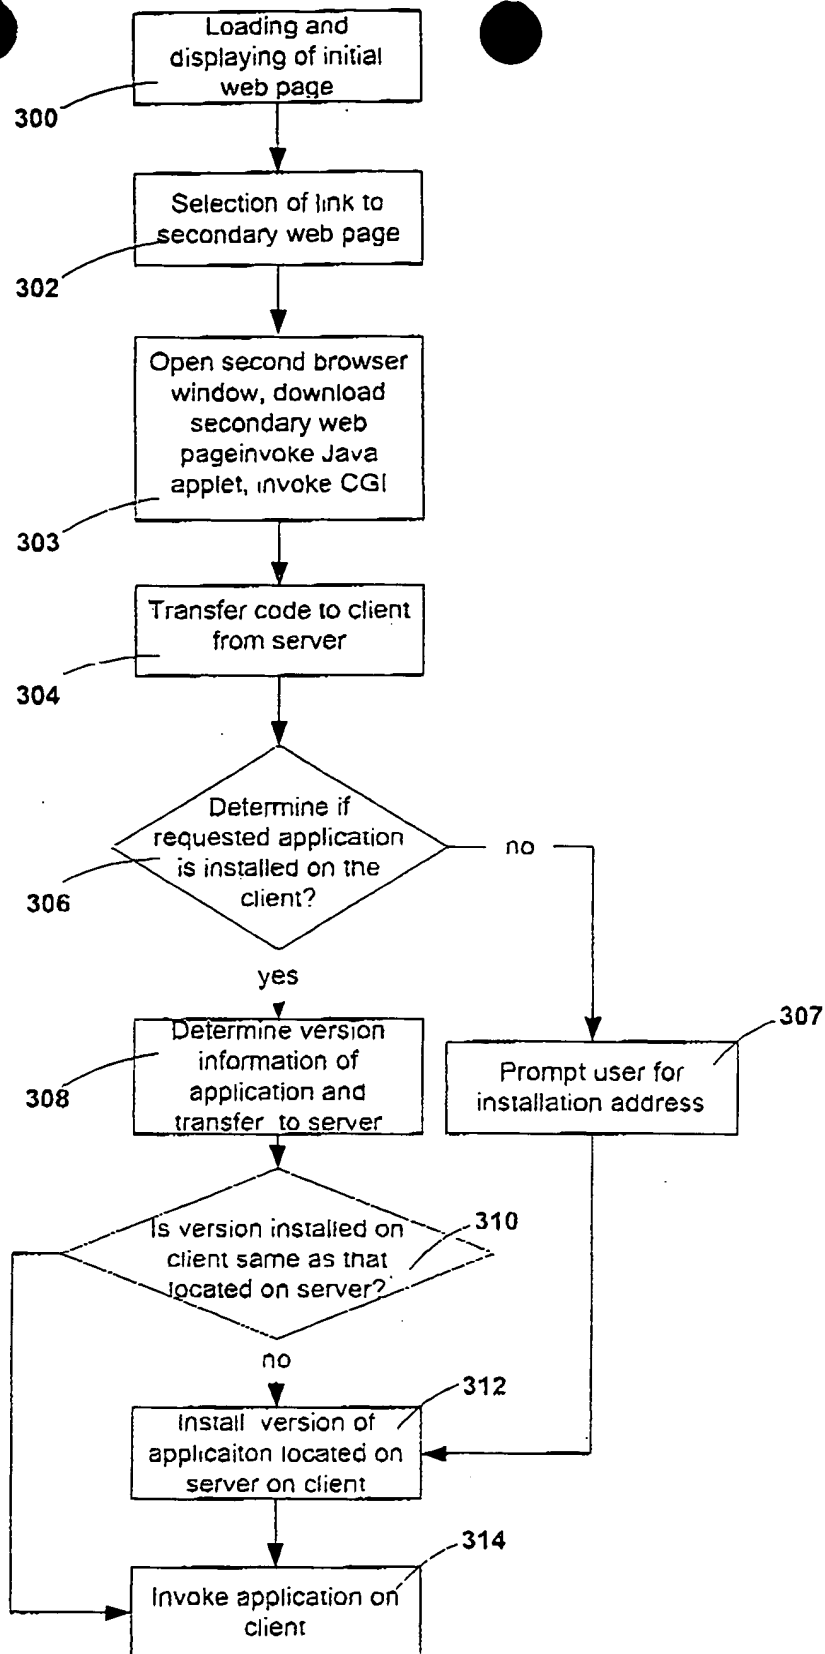 Loading and
displaying of initial
web page
300
Selection of link to
secondary web page
302
Open second browser
window, download
secondary web
pageinvoke Java
applet, invoke CGI
303
Transfer code to client
from server
304
Determine if
requested application
is installed on the
client?
306
no
yes
307
Prompt user for
installation address
Determine version
information of
application and
transfer to server
308
310
Is version installed on
client same as that
located on server?
no
312
Install version of
applicaiton located on
server on client
314
Invoke application on
client